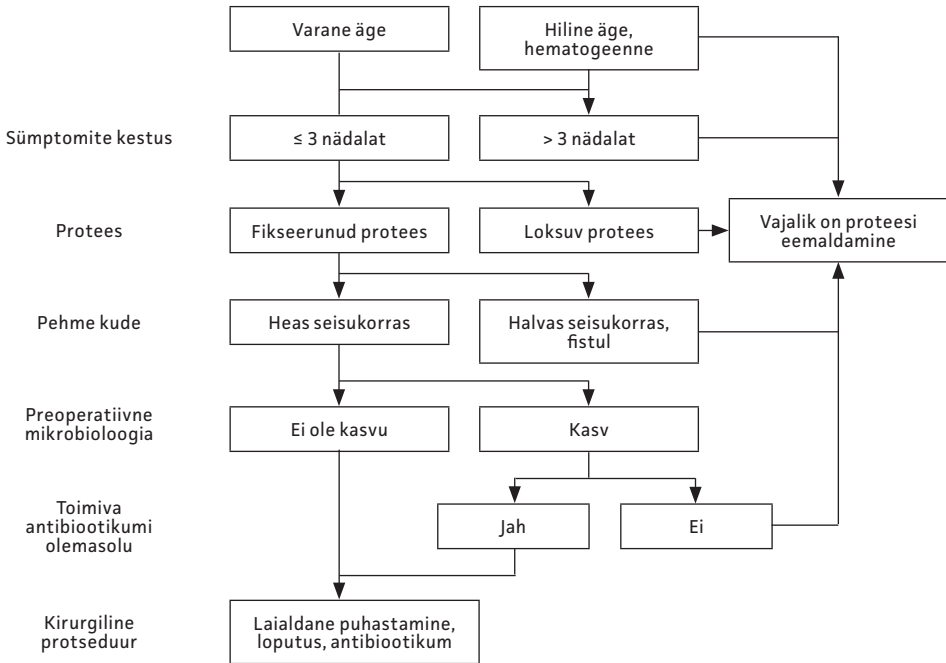 Varane äge
Hiline äge,
hematogeenne
Sümptomite kestus
≤ 3 nädalat
> 3 nädalat
Protees
Fikseerunud protees
Loksuv protees
Vajalik on proteesi
eemaldamine
Pehme kude
Heas seisukorras
Halvas seisukorras,
fistul
Preoperatiivne
mikrobioloogia
Ei ole kasvu
Kasv
Toimiva
antibiootikumi
olemasolu
Jah
Ei
Kirurgiline
protseduur
Laialdane puhastamine,
loputus, antibiootikum